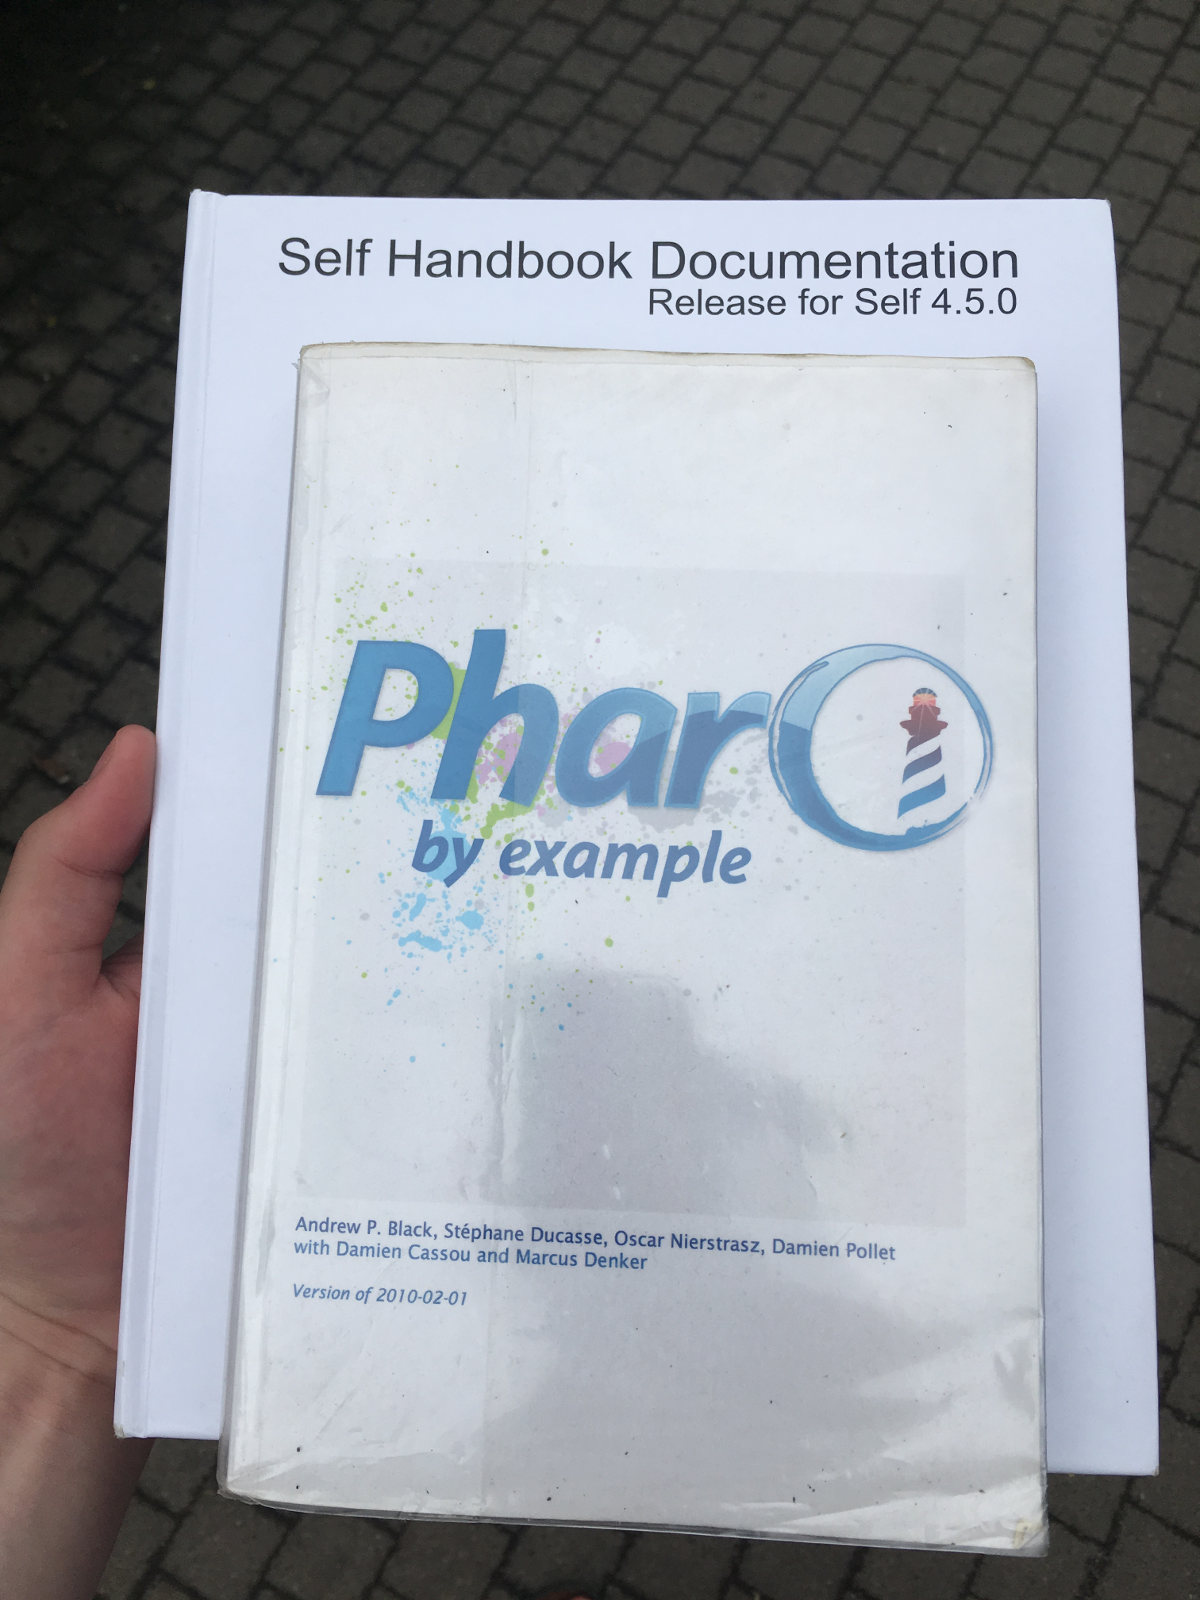 Self Handbook Documentation
Release for Self 4.5.0
Pharo
by example
Andrew P. Black, Stéphane Ducasse, Oscar Nierstrasz, Damien Pollet
with Damien Cassou and Marcus Denker
Version of 2010-02-01